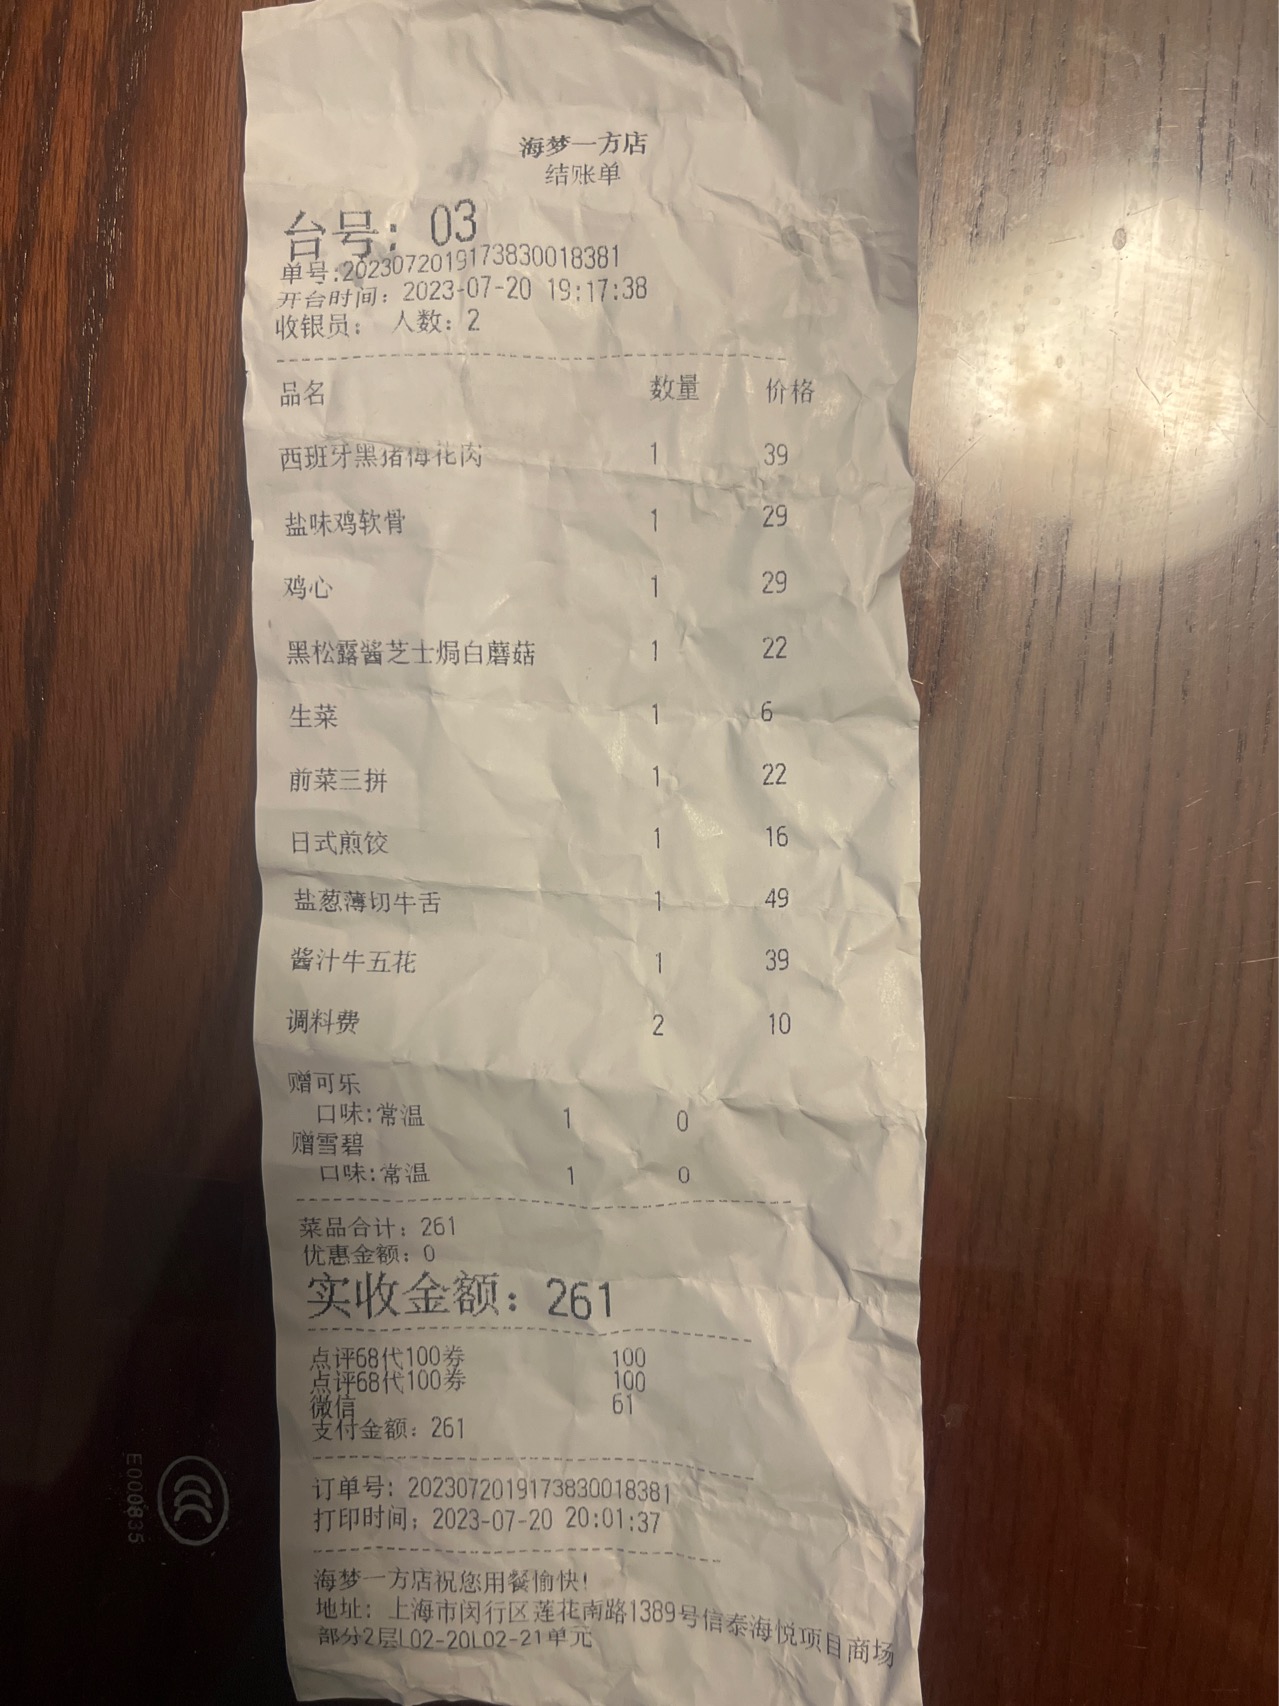 海梦一方店
结账单
台号: 03
单号:20230720191738300​18381
开台时间: 2023-07-20 19:17:38
收银员: 人数: 2
品名 数量 价格
西班牙黑猪梅花肉 1 39
盐味鸡软骨 1 29
鸡心 1 29
黑松露酱芝士焗白蘑菇 1 22
生菜 1 6
前菜三拼 1 22
日式煎饺 1 16
盐葱薄切牛舌 1 49
酱汁牛五花 1 39
调料费 2 10
赠可乐
口味:常温 1 0
赠雪碧
口味:常温 1 0
菜品合计: 261
优惠金额: 0
实收金额: 261
点评68代100券 100
点评68代100券 100
微信 61
支付金额: 261
订单号: 2023072019173830018381
打印时间: 2023-07-20 20:01:37
海梦一方店祝您用餐愉快!
地址: 上海市闵行区莲花南路1389号信泰海悦项目商场
部分2层L02-20L02-21单元